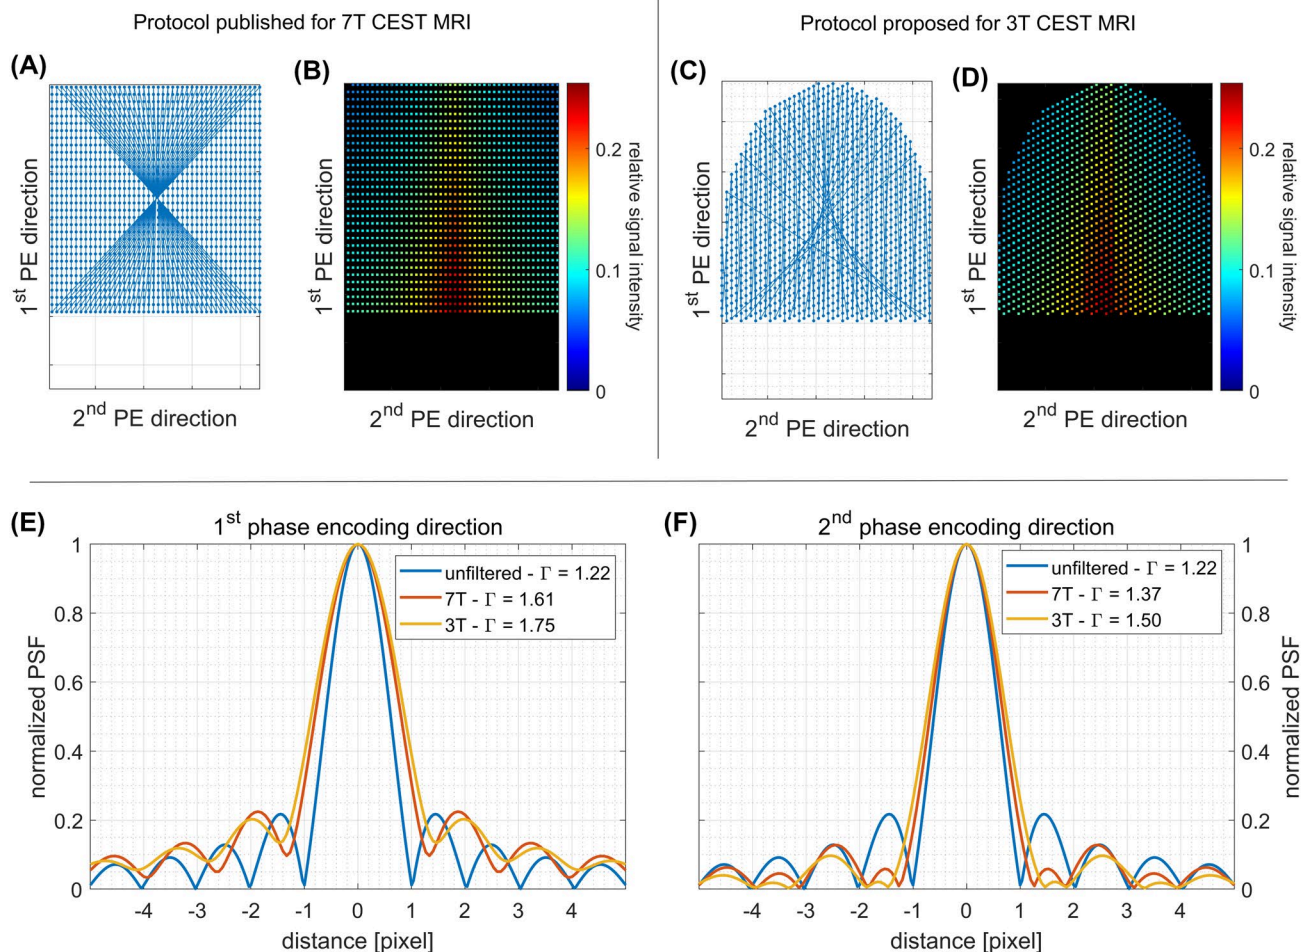 Protocol published for 7T CEST MRI
Protocol proposed for 3T CEST MRI
(A)
1st PE direction
2nd PE direction
(B)
1st PE direction
2nd PE direction
0.2
0.1
0
relative signal intensity
(C)
1st PE direction
2nd PE direction
(D)
1st PE direction
2nd PE direction
0.2
0.1
0
relative signal intensity
(E)
1st phase encoding direction
unfiltered - Γ = 1.22
7T - Γ = 1.61
3T - Γ = 1.75
normalized PSF
1
0.8
0.6
0.4
0.2
0
-4 -3 -2 -1 0 1 2 3 4
distance [pixel]
(F)
2nd phase encoding direction
unfiltered - Γ = 1.22
7T - Γ = 1.37
3T - Γ = 1.50
1
0.8
0.6
0.4
0.2
0
normalized PSF
-4 -3 -2 -1 0 1 2 3 4
distance [pixel]